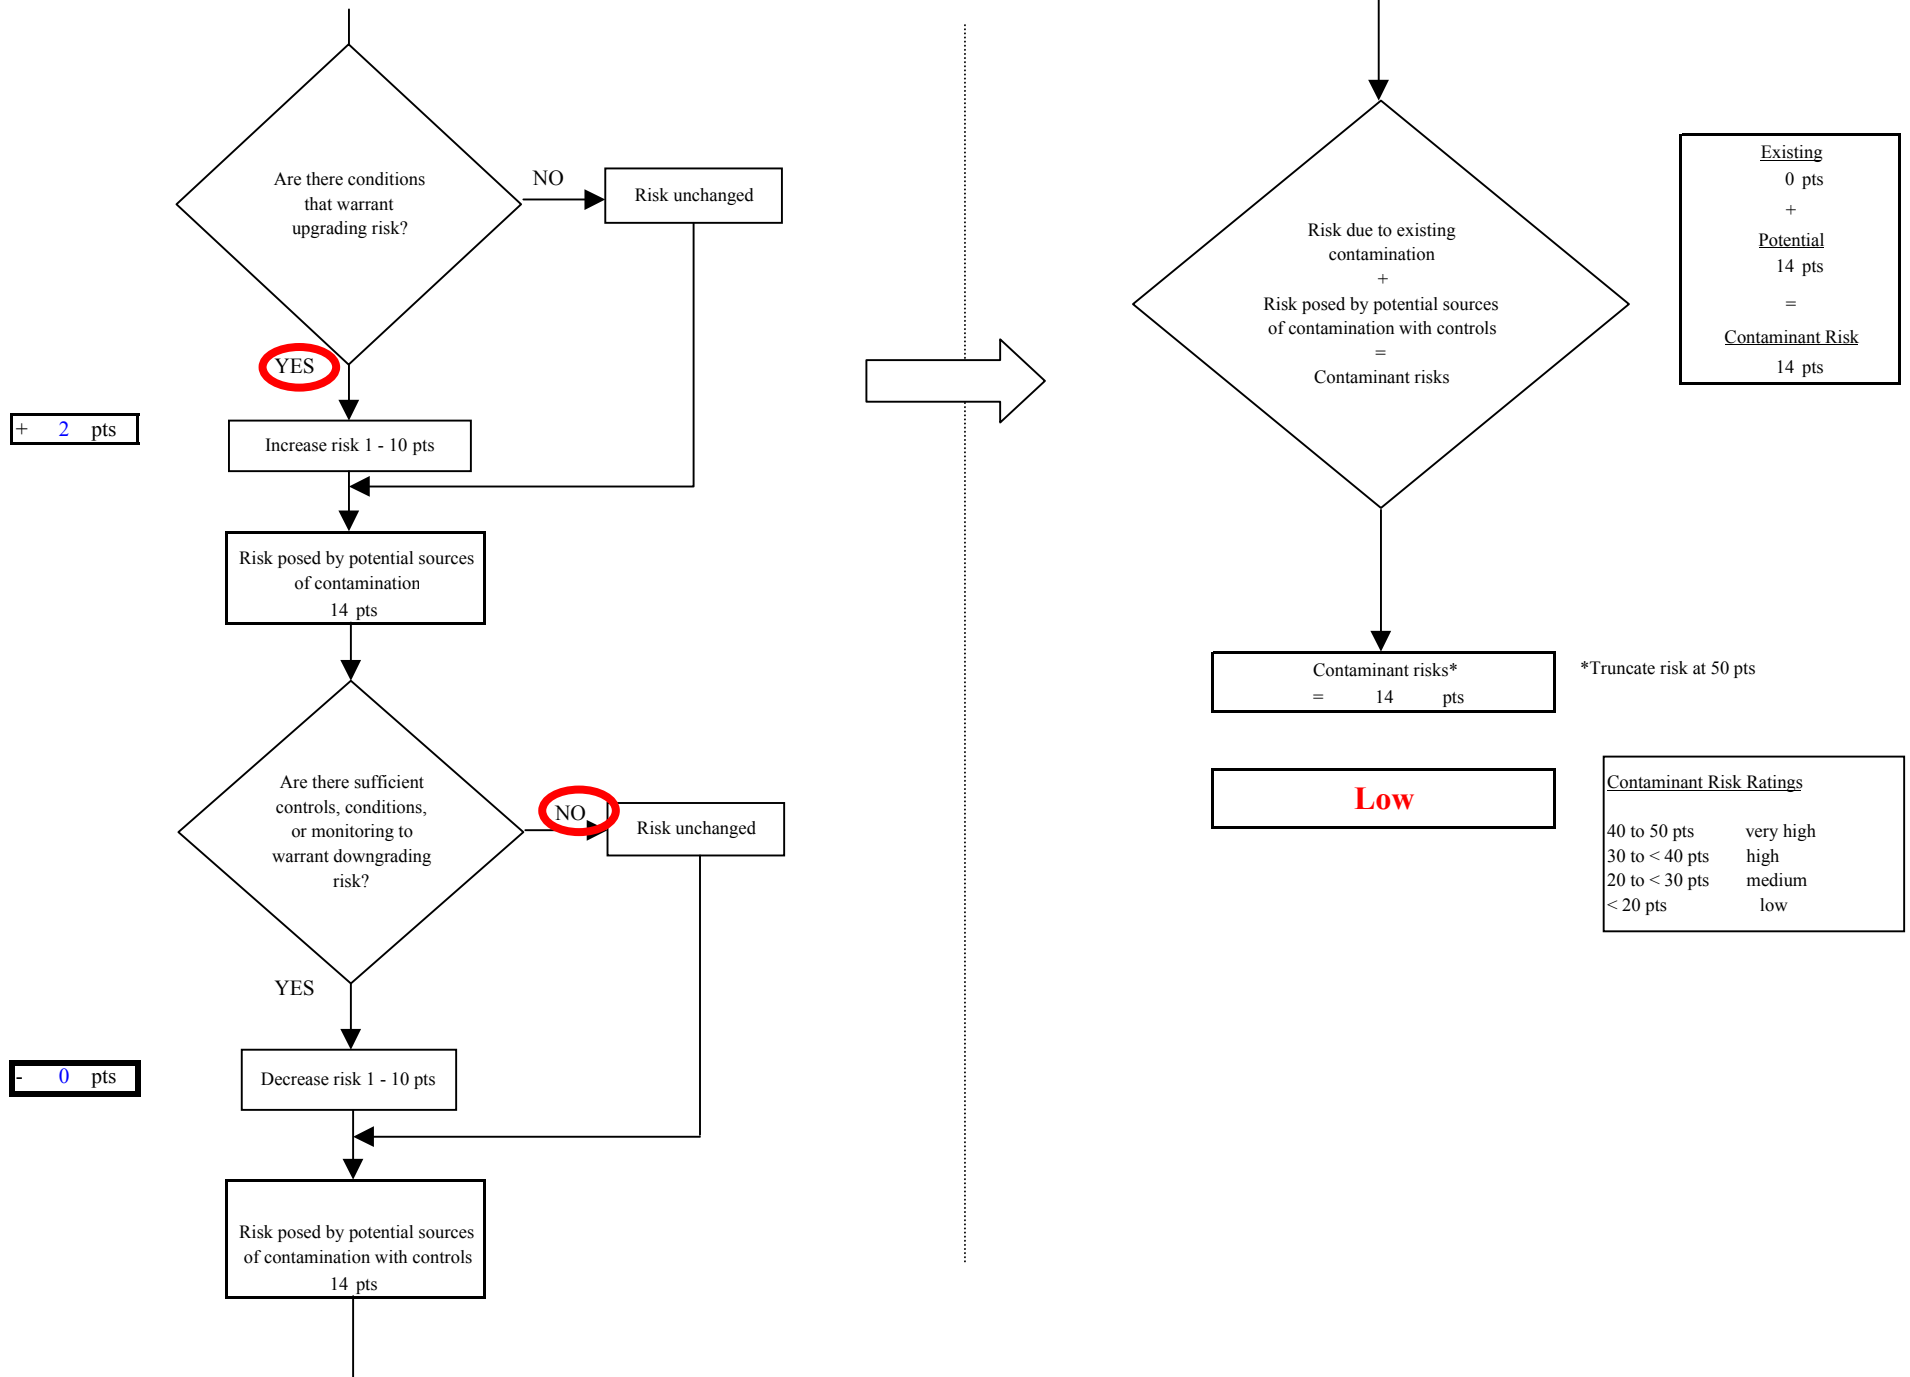 Are there conditions
that warrant
upgrading risk?
NO
Risk unchanged
YES
+ 2 pts
Increase risk 1 - 10 pts
Risk posed by potential sources
of contamination
14 pts
Are there sufficient
controls, conditions,
or monitoring to
warrant downgrading
risk?
NO
Risk unchanged
YES
- 0 pts
Decrease risk 1 - 10 pts
Risk posed by potential sources
of contamination with controls
14 pts
Risk due to existing
contamination
+
Risk posed by potential sources
of contamination with controls
=
Contaminant risks
Existing
0 pts
+
Potential
14 pts
=
Contaminant Risk
14 pts
Contaminant risks*
= 14 pts
*Truncate risk at 50 pts
Low
Contaminant Risk Ratings
40 to 50 pts very high
30 to < 40 pts high
20 to < 30 pts medium
< 20 pts low